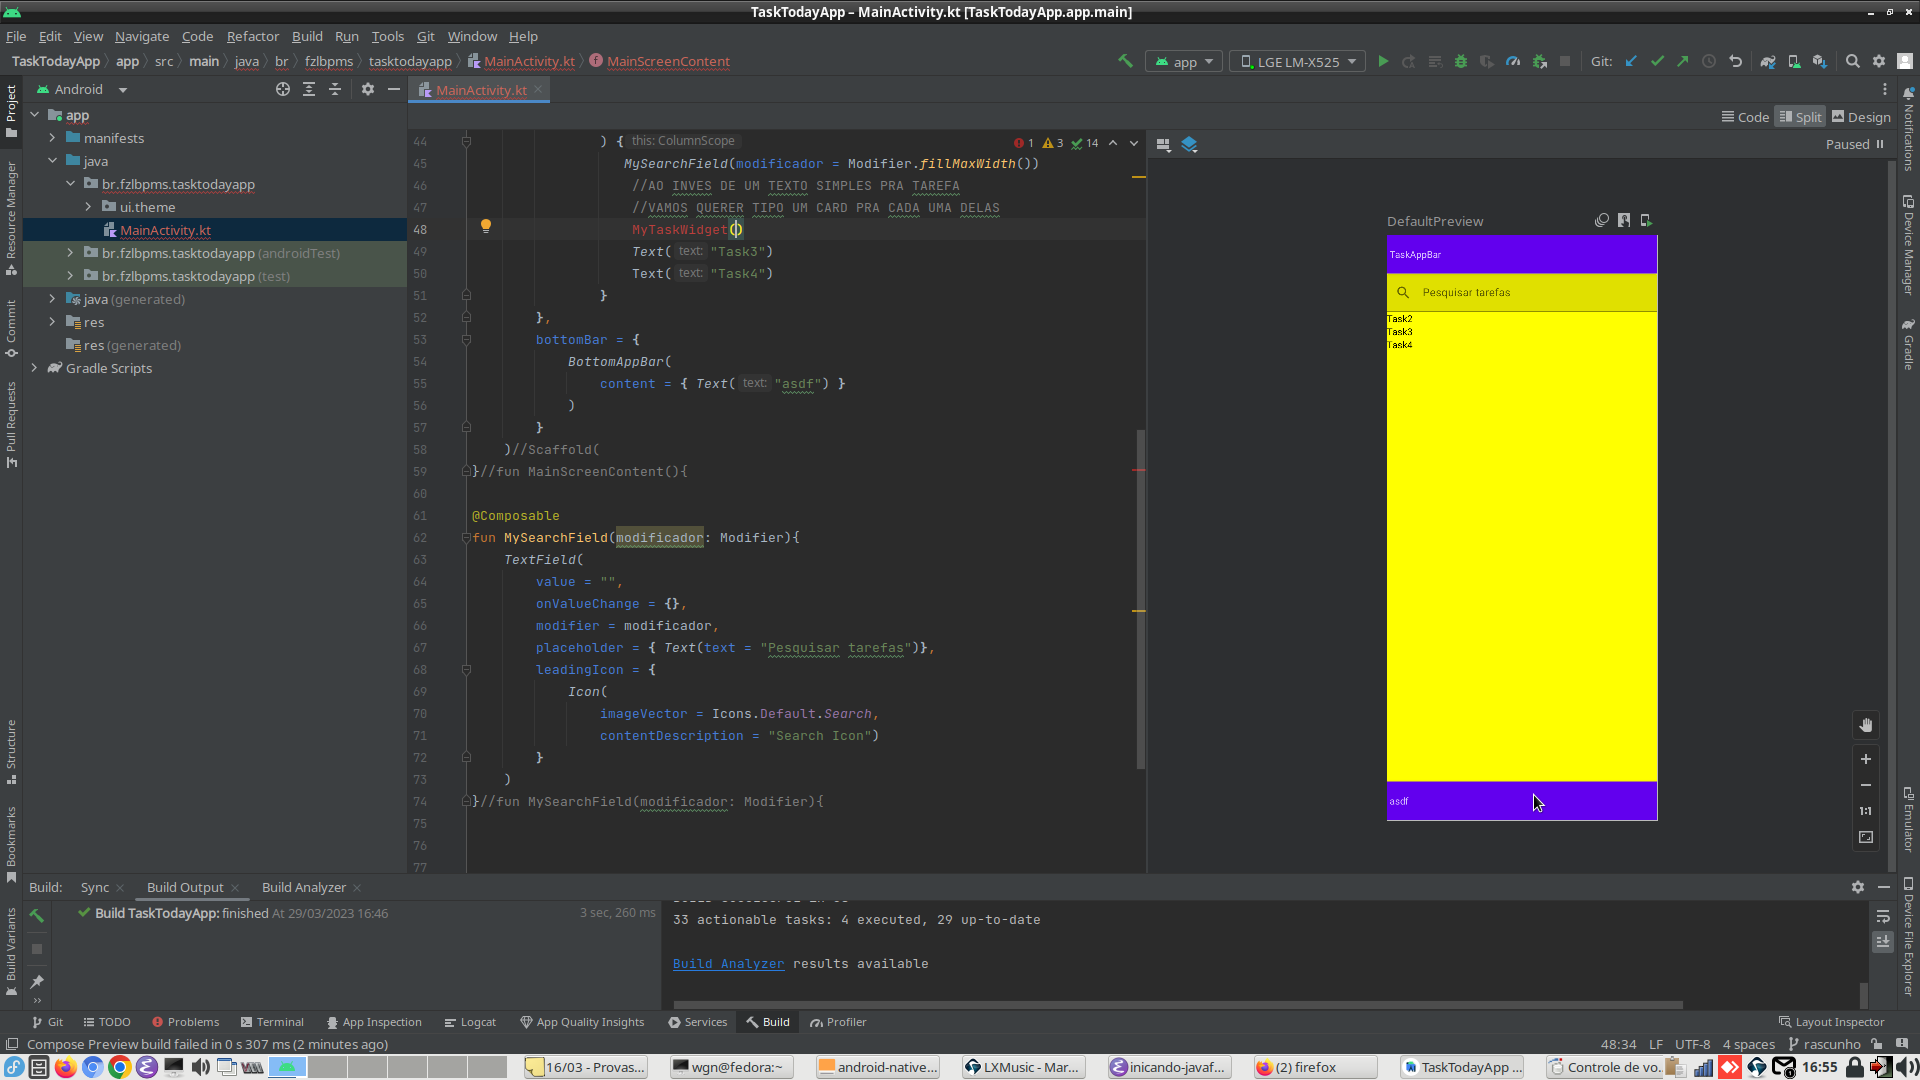 TaskTodayApp – MainActivity.kt [TaskTodayApp.app.main]
File Edit View Navigate Code Refactor Build Run Tools Git Window Help
TaskTodayApp app src main java br fzlbpms tasktodayapp MainActivity.kt MainScreenContent
app LGE LM-X525 Git:
Android
MainActivity.kt
Code Split Design
Paused
app
manifests
java
br.fzlbpms.tasktodayapp
ui.theme
MainActivity.kt
br.fzlbpms.tasktodayapp (androidTest)
br.fzlbpms.tasktodayapp (test)
java (generated)
res
res (generated)
Gradle Scripts
Project
Resource Manager
Commit
Pull Requests
Structure
Bookmarks
Build Variants
1 3 14
44 ) { this: ColumnScope
45 MySearchField(modificador = Modifier.fillMaxWidth())
46 //AO INVES DE UM TEXTO SIMPLES PRA TAREFA
47 //VAMOS QUERER TIPO UM CARD PRA CADA UMA DELAS
48 MyTaskWidget()
49 Text( text: "Task3")
50 Text( text: "Task4")
51 }
52 },
53 bottomBar = {
54 BottomAppBar(
55 content = { Text( text: "asdf") }
56 )
57 }
58 )//Scaffold(
59 }//fun MainScreenContent(){
60
61 @Composable
62 fun MySearchField(modificador: Modifier){
63 TextField(
64 value = "",
65 onValueChange = {},
66 modifier = modificador,
67 placeholder = { Text(text = "Pesquisar tarefas")},
68 leadingIcon = {
69 Icon(
70 imageVector = Icons.Default.Search,
71 contentDescription = "Search Icon")
72 }
73 )
74 }//fun MySearchField(modificador: Modifier){
75
76
77
DefaultPreview
TaskAppBar
Pesquisar tarefas
Task2
Task3
Task4
asdf
1:1
Notifications
Device Manager
Gradle
Emulator
Device File Explorer
Build: Sync Build Output Build Analyzer
Build TaskTodayApp: finished At 29/03/2023 16:46 3 sec, 260 ms
33 actionable tasks: 4 executed, 29 up-to-date
Build Analyzer results available
Git TODO Problems Terminal App Inspection Logcat App Quality Insights Services Build Profiler Layout Inspector
Compose Preview build failed in 0 s 307 ms (2 minutes ago) 48:34 LF UTF-8 4 spaces rascunho
16/03 - Provas... wgn@fedora:~ android-native... LXMusic - Mar... inicando-javaf... (2) firefox TaskTodayApp ... Controle de vo... 16:55